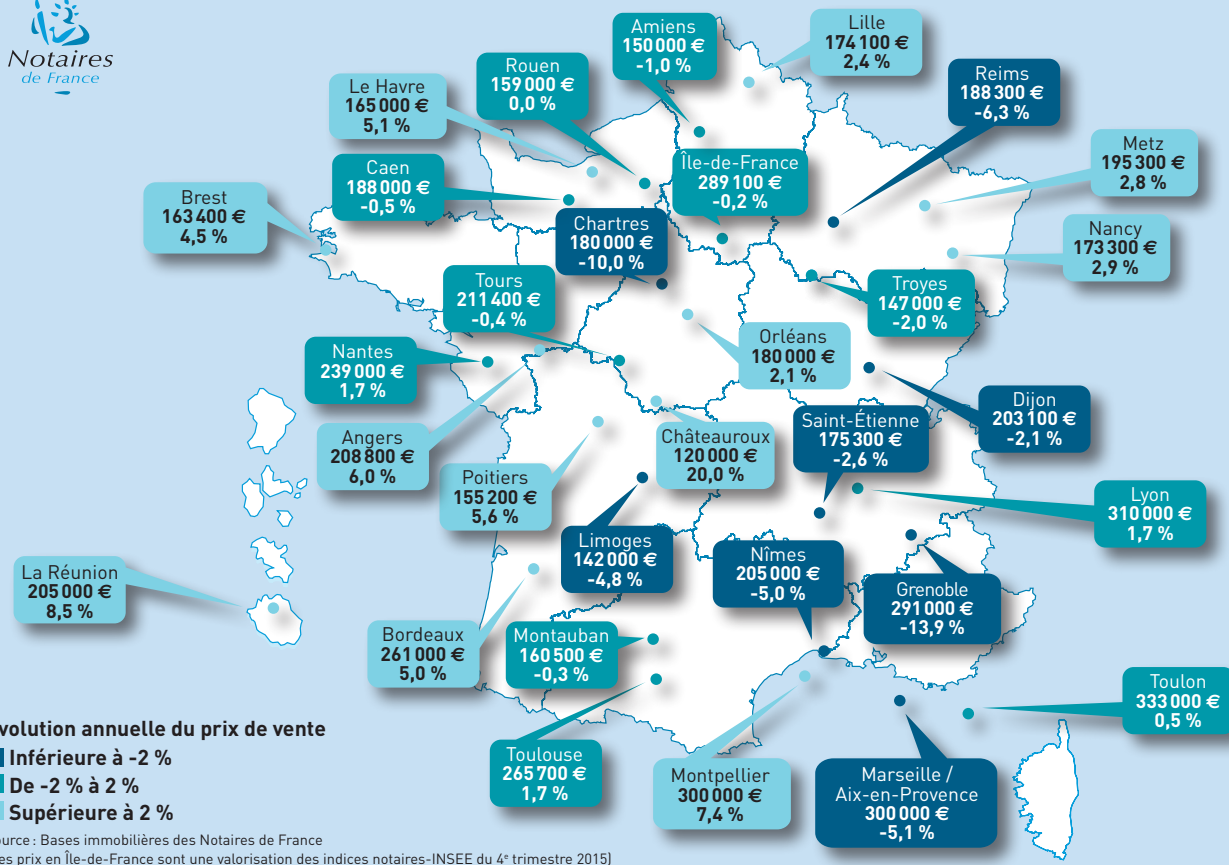 Notaires
de France
Amiens
150 000 €
-1,0 %
Lille
174 100 €
2,4 %
Rouen
159 000 €
0,0 %
Reims
188 300 €
-6,3 %
Le Havre
165 000 €
5,1 %
Metz
195 300 €
2,8 %
Caen
188 000 €
-0,5 %
Île-de-France
289 100 €
-0,2 %
Brest
163 400 €
4,5 %
Chartres
180 000 €
-10,0 %
Nancy
173 300 €
2,9 %
Tours
211 400 €
-0,4 %
Troyes
147 000 €
-2,0 %
Nantes
239 000 €
1,7 %
Orléans
180 000 €
2,1 %
Dijon
203 100 €
-2,1 %
Angers
208 800 €
6,0 %
Châteauroux
120 000 €
20,0 %
Saint-Étienne
175 300 €
-2,6 %
Poitiers
155 200 €
5,6 %
Lyon
310 000 €
1,7 %
Limoges
142 000 €
-4,8 %
Nîmes
205 000 €
-5,0 %
Grenoble
291 000 €
-13,9 %
La Réunion
205 000 €
8,5 %
Bordeaux
261 000 €
5,0 %
Montauban
160 500 €
-0,3 %
Toulon
333 000 €
0,5 %
Toulouse
265 700 €
1,7 %
Montpellier
300 000 €
7,4 %
Marseille /
Aix-en-Provence
300 000 €
-5,1 %
volution annuelle du prix de vente
Inférieure à -2 %
De -2 % à 2 %
Supérieure à 2 %
ource : Bases immobilières des Notaires de France
es prix en Île-de-France sont une valorisation des indices notaires-INSEE du 4e trimestre 2015)